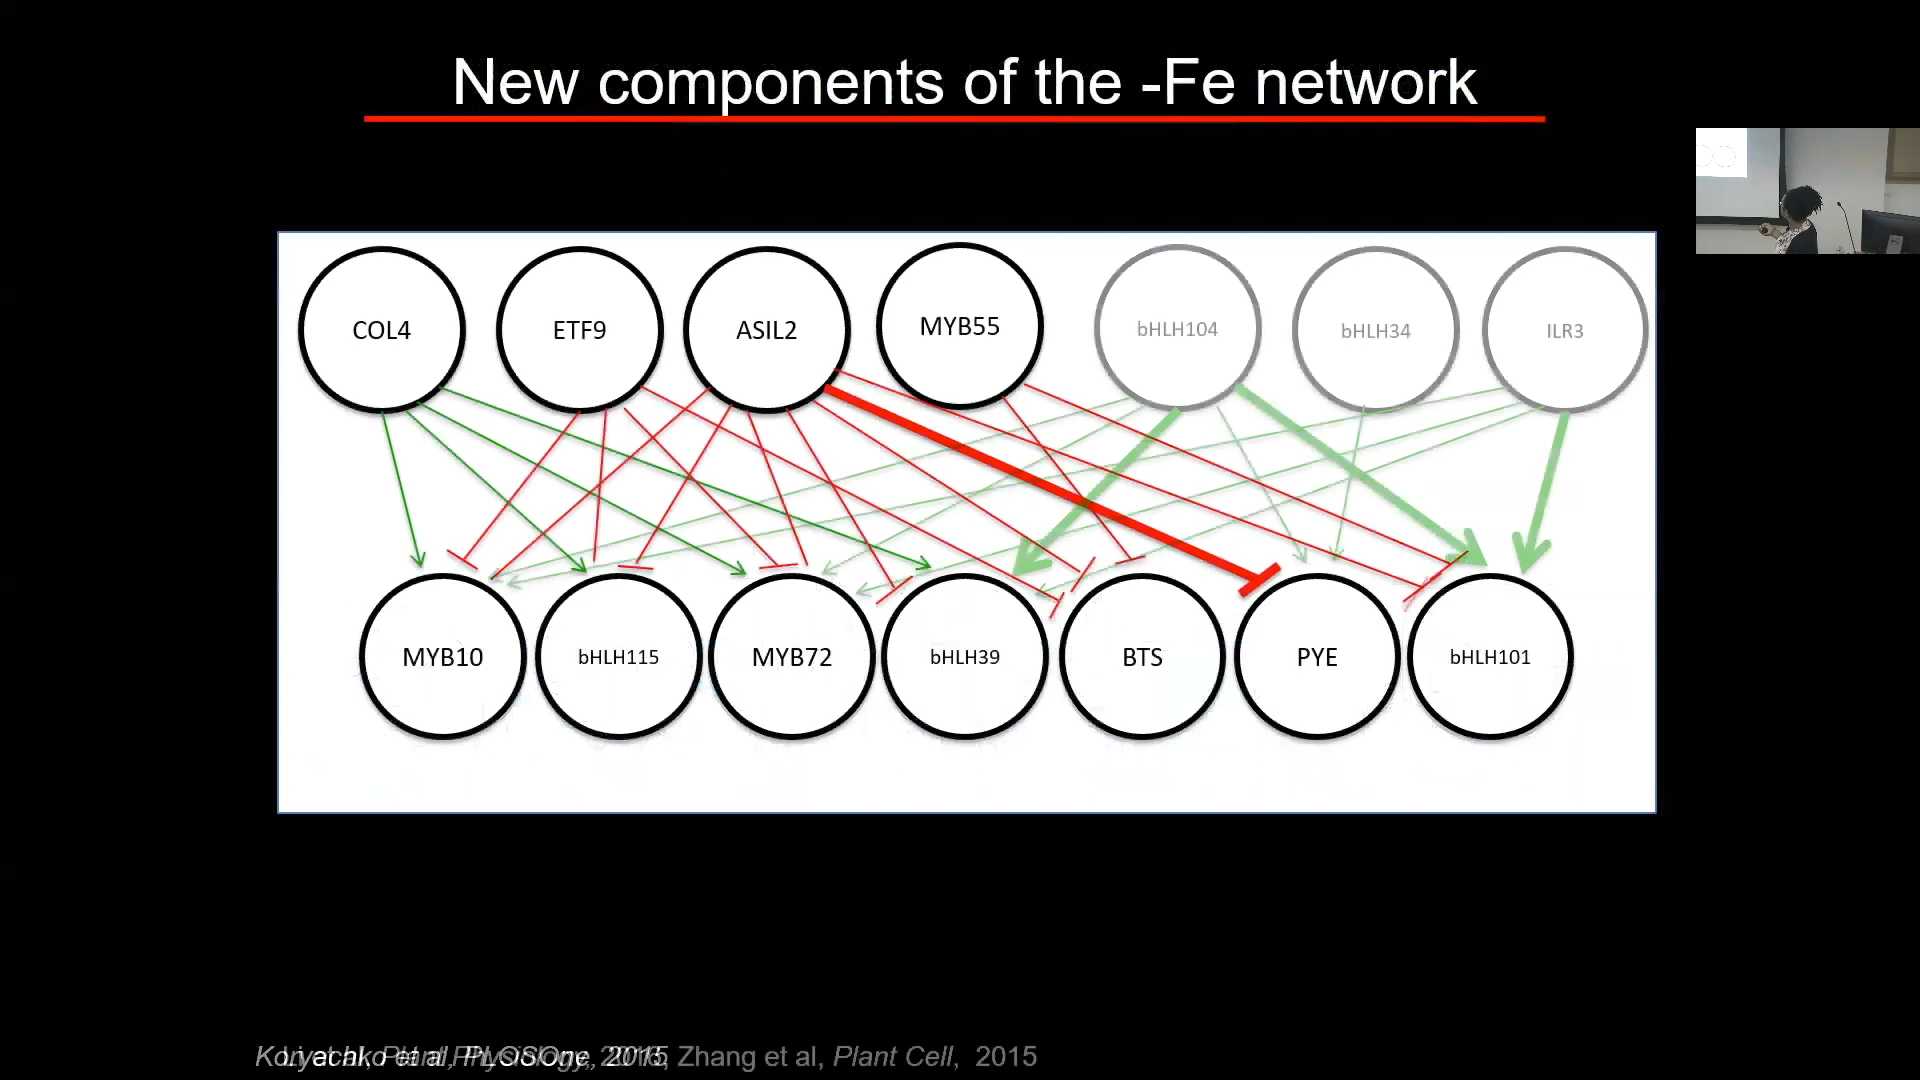 New components of the -Fe network
COL4 ETF9 ASIL2 MYB55 bHLH104 bHLH34 ILR3
MYB10 bHLH115 MYB72 bHLH39 BTS PYE bHLH101
Zhang et al, Plant Cell, 2015